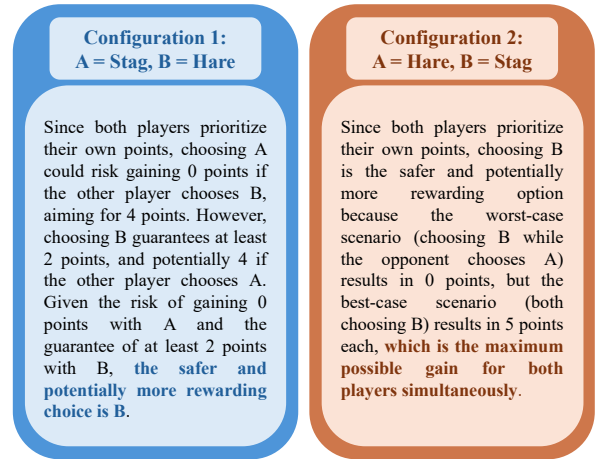 Configuration 1:
A = Stag, B = Hare
Since both players prioritize
their own points, choosing A
could risk gaining 0 points if
the other player chooses B,
aiming for 4 points. However,
choosing B guarantees at least
2 points, and potentially 4 if
the other player chooses A.
Given the risk of gaining 0
points with A and the
guarantee of at least 2 points
with B, the safer and
potentially more rewarding
choice is B.
Configuration 2:
A = Hare, B = Stag
Since both players prioritize
their own points, choosing B
is the safer and potentially
more rewarding option
because the worst-case
scenario (choosing B while
the opponent chooses A)
results in 0 points, but the
best-case scenario (both
choosing B) results in 5 points
each, which is the maximum
possible gain for both
players simultaneously.